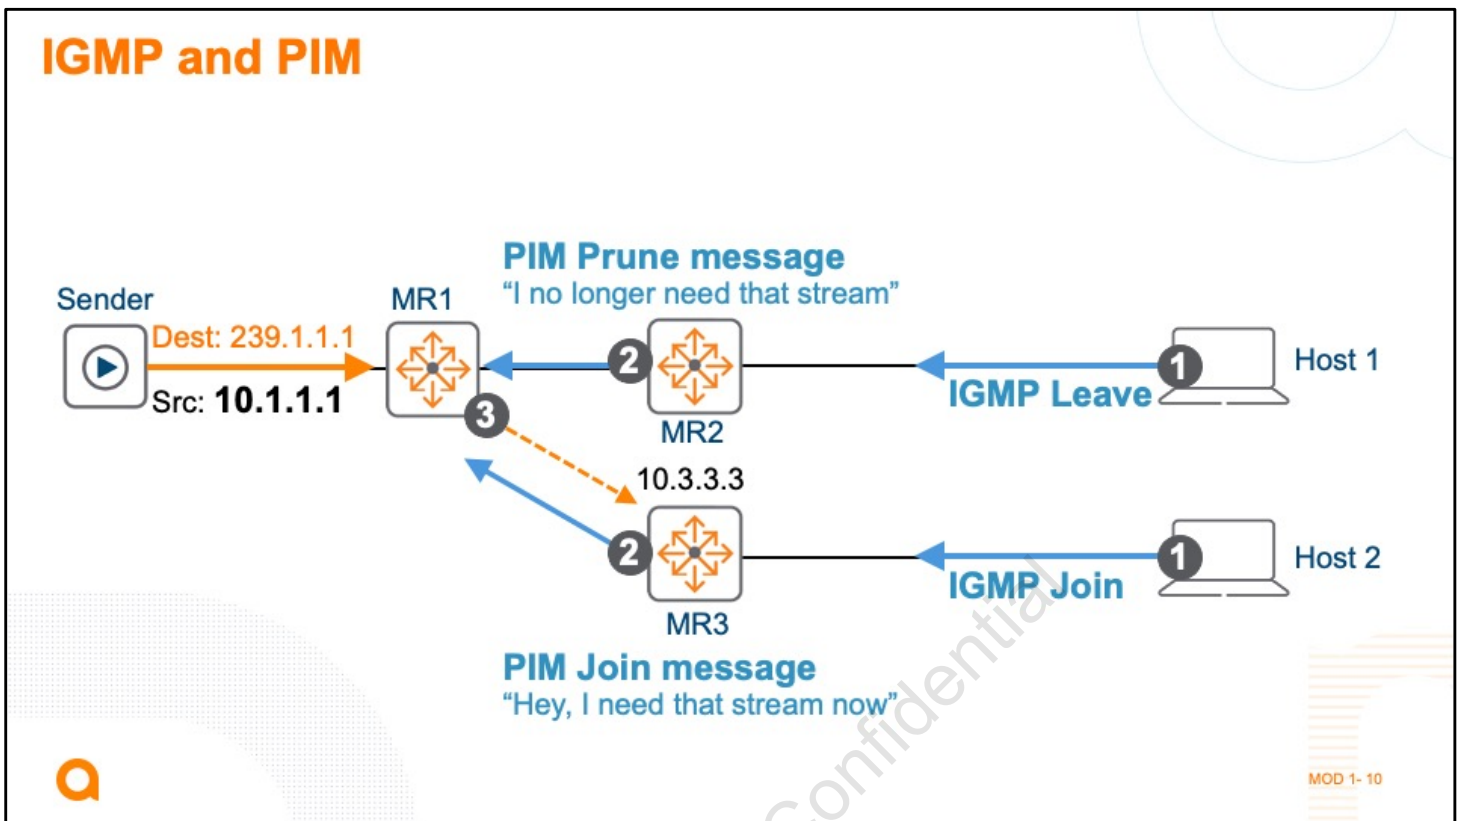 IGMP and PIM
PIM Prune message
“I no longer need that stream”
Sender
MR1
Dest: 239.1.1.1
Src: 10.1.1.1
2
1
Host 1
IGMP Leave
3
MR2
10.3.3.3
2
1
Host 2
IGMP Join
MR3
PIM Join message
“Hey, I need that stream now”
Confidential
MOD 1- 10